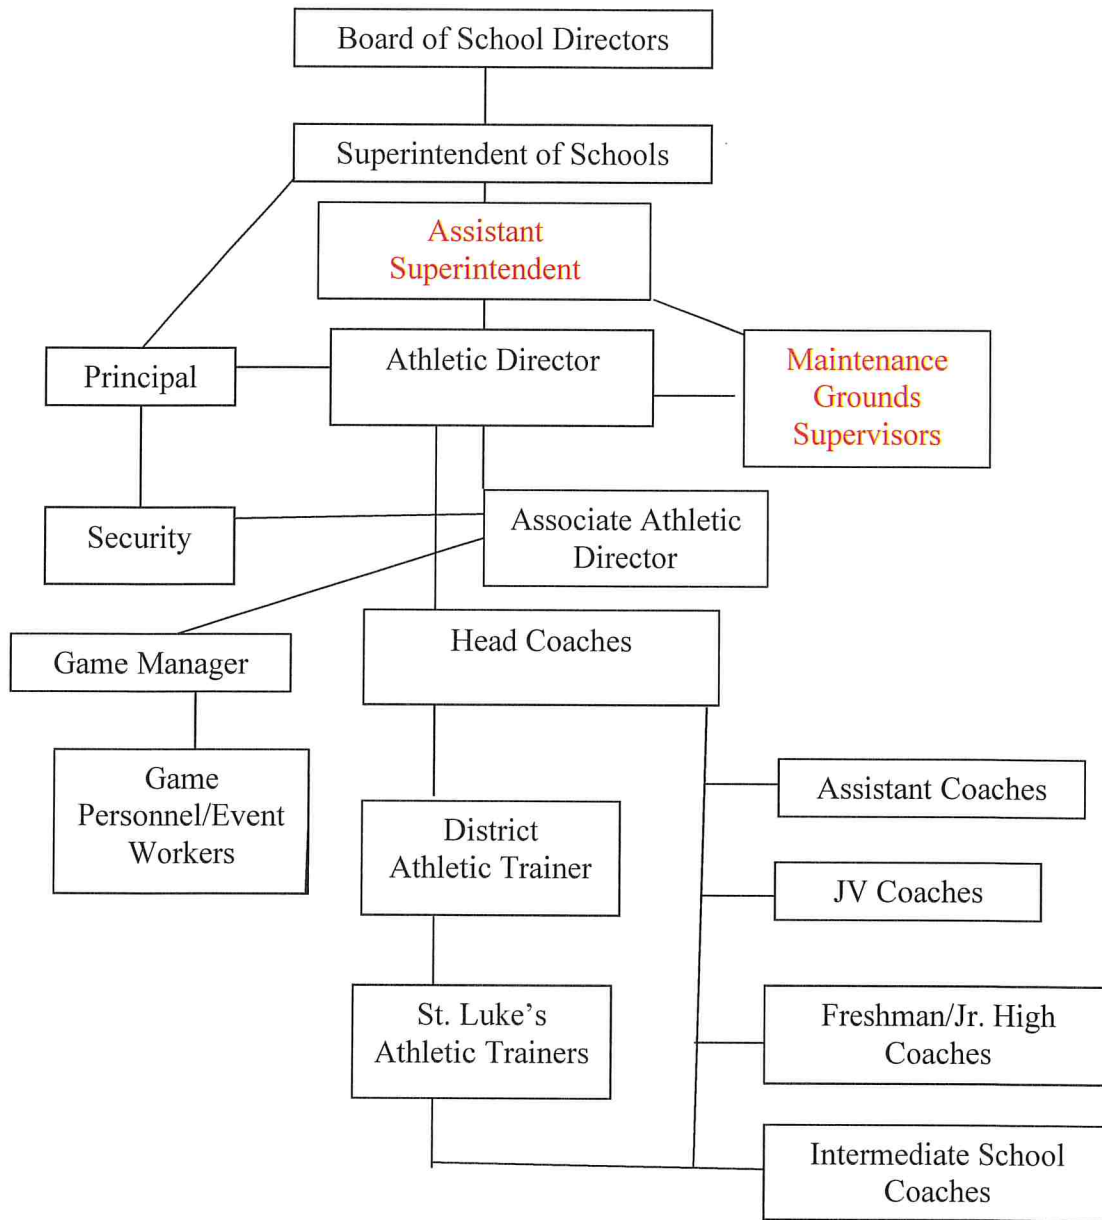 Board of School Directors
Superintendent of Schools
Assistant
Superintendent
Athletic Director
Principal
Maintenance
Grounds
Supervisors
Security
Associate Athletic
Director
Head Coaches
Game Manager
Game
Personnel/Event
Workers
Assistant Coaches
District
Athletic Trainer
JV Coaches
St. Luke's
Athletic Trainers
Freshman/Jr. High
Coaches
Intermediate School
Coaches